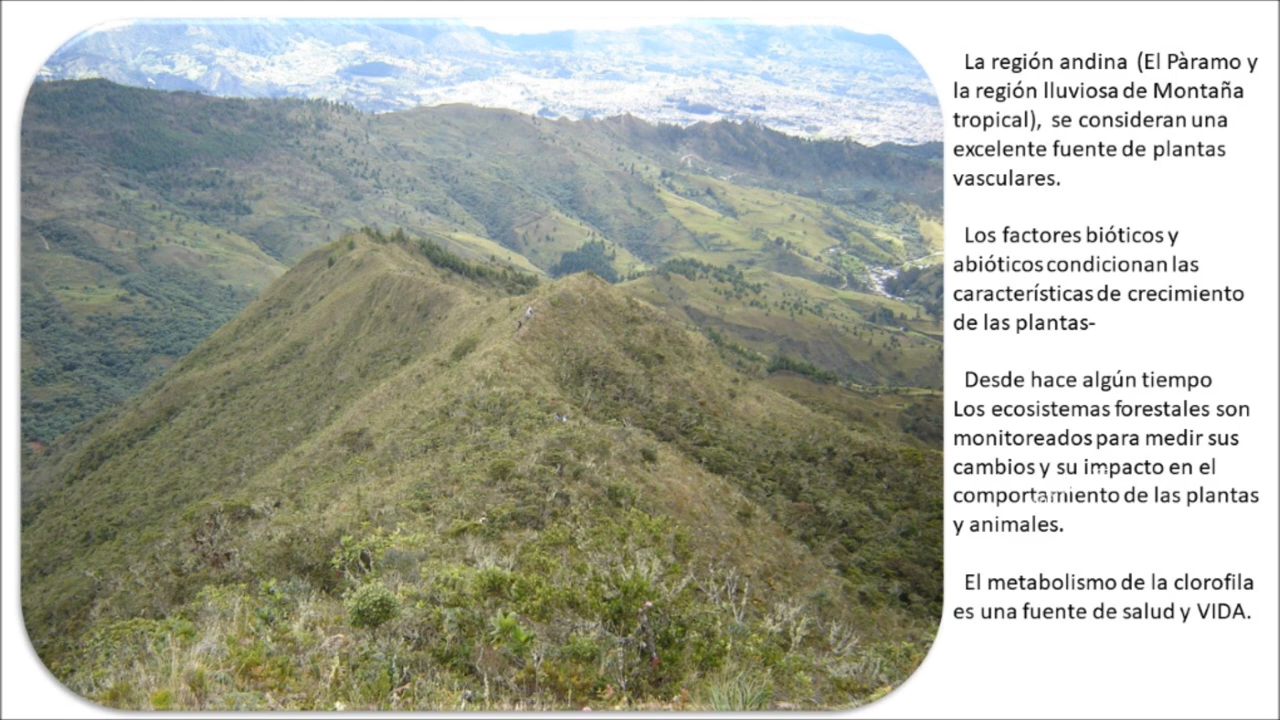 La región andina (El Pàramo y
la región lluviosa de Montaña
tropical), se consideran una
excelente fuente de plantas
vasculares.
Los factores bióticos y
abióticos condicionan las
características de crecimiento
de las plantas-
Desde hace algún tiempo
Los ecosistemas forestales son
monitoreados para medir sus
cambios y su impacto en el
comportamiento de las plantas
y animales.
El metabolismo de la clorofila
es una fuente de salud y VIDA.